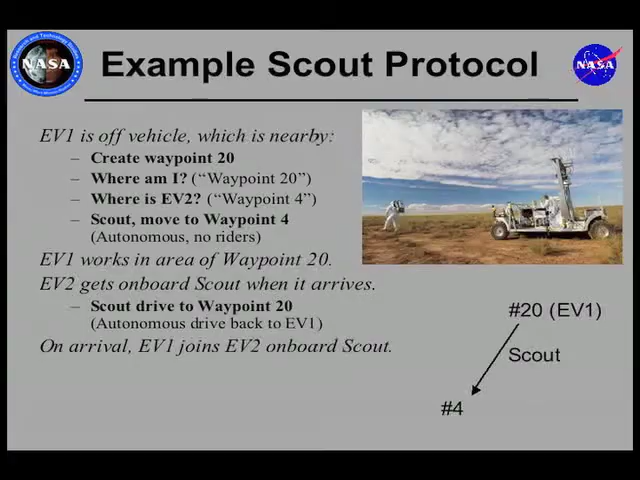 NASA
Example Scout Protocol
NASA
EV1 is off vehicle, which is nearby:
– Create waypoint 20
– Where am I? (“Waypoint 20”)
– Where is EV2? (“Waypoint 4”)
– Scout, move to Waypoint 4
(Autonomous, no riders)
EV1 works in area of Waypoint 20.
EV2 gets onboard Scout when it arrives.
– Scout drive to Waypoint 20
(Autonomous drive back to EV1)
On arrival, EV1 joins EV2 onboard Scout.
#20 (EV1)
Scout
#4